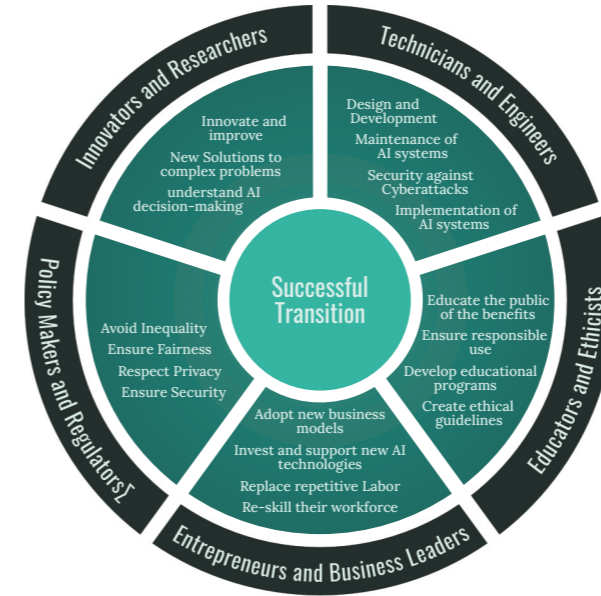 Innovators and Researchers
Innovate and
improve
New Solutions to
complex problems
understand AI
decision-making
Technicians and Engineers
Design and
Development
Maintenance of
AI systems
Security against
Cyberattacks
Implementation of
AI systems
Successful
Transition
Educators and Ethicists
Educate the public
of the benefits
Ensure responsible
use
Develop educational
programs
Create ethical
guidelines
Entrepreneurs and Business Leaders
Adopt new business
models
Invest and support new AI
technologies
Replace repetitive Labor
Re-skill their workforce
Policy Makers and Regulators∑
Avoid Inequality
Ensure Fairness
Respect Privacy
Ensure Security